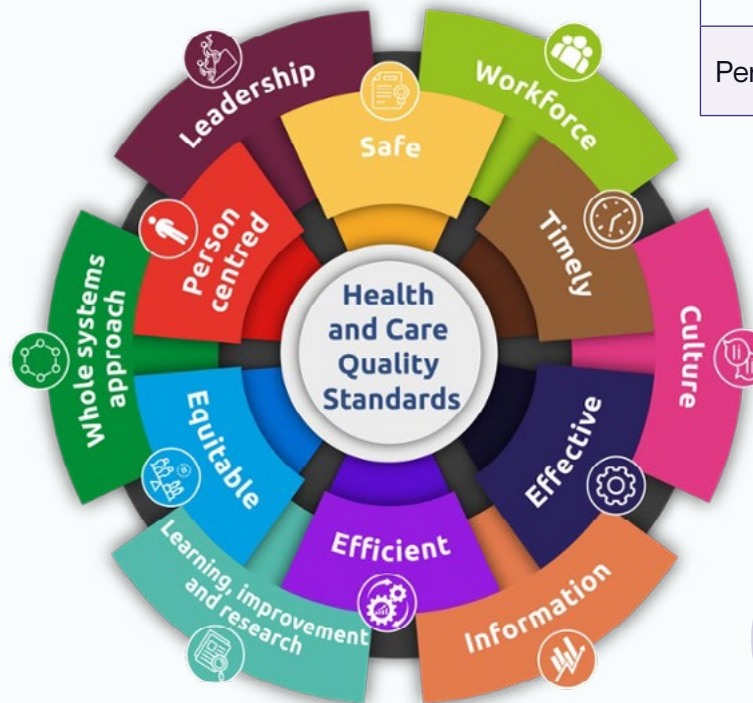 Leadership
Workforce
Safe
Person
centred
Timely
Whole systems
approach
Culture
Health
and Care
Quality
Standards
Equitable
Effective
Efficient
Learning, improvement
and research
Information